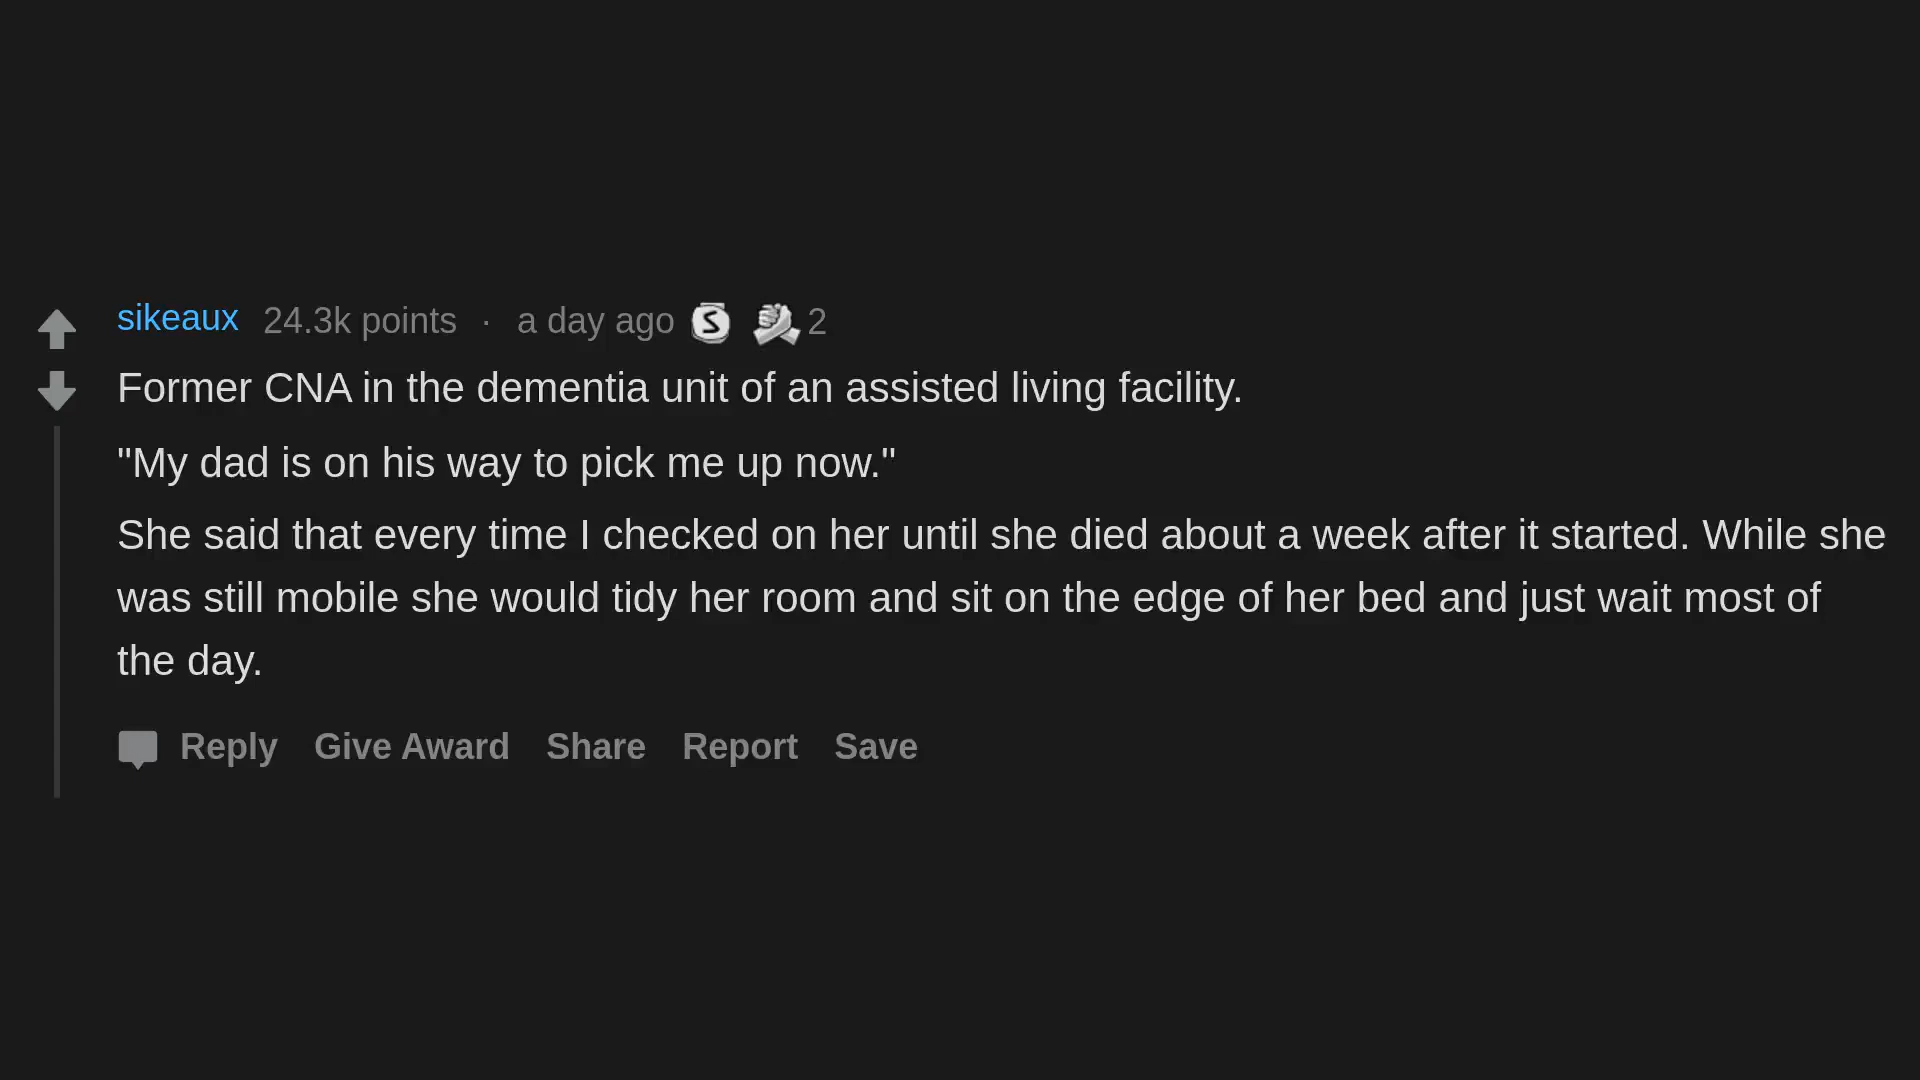 sikeaux 24.3k points · a day ago S 2
Former CNA in the dementia unit of an assisted living facility.
"My dad is on his way to pick me up now."
She said that every time I checked on her until she died about a week after it started. While she
was still mobile she would tidy her room and sit on the edge of her bed and just wait most of
the day.
Reply Give Award Share Report Save